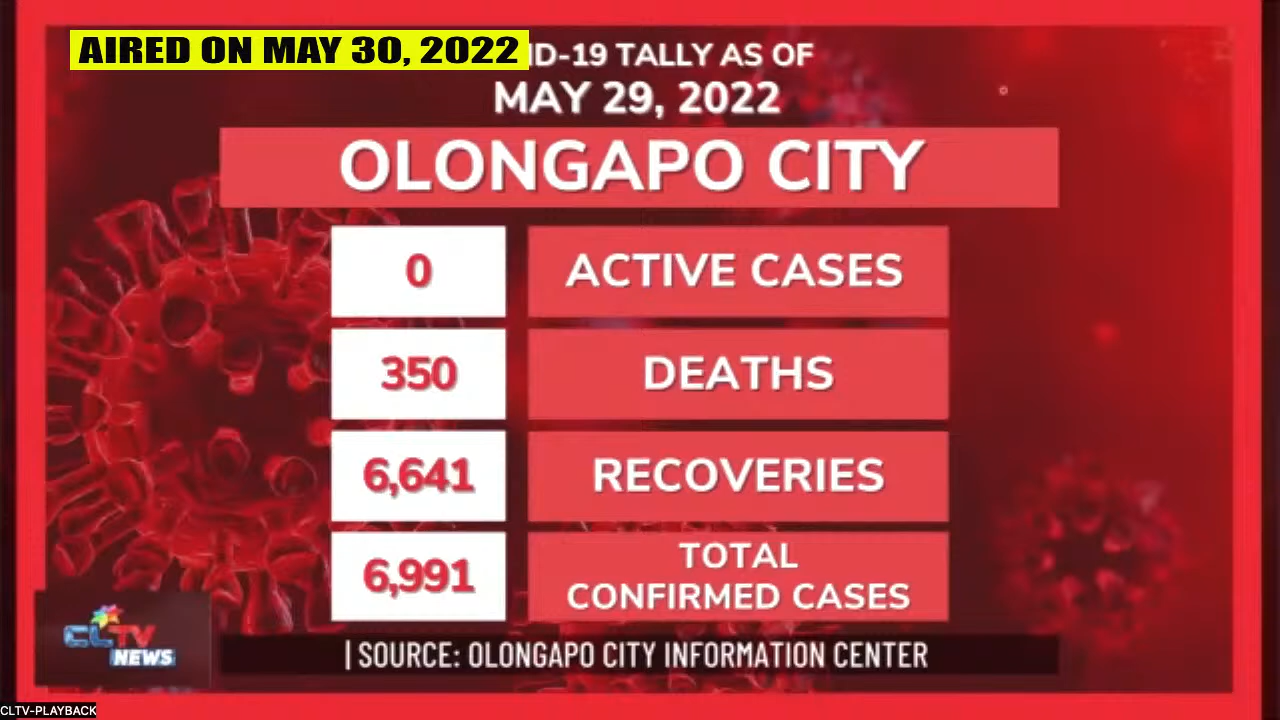 AIRED ON MAY 30, 2022
ID-19 TALLY AS OF
MAY 29, 2022
OLONGAPO CITY
0 ACTIVE CASES
350 DEATHS
6,641 RECOVERIES
6,991 TOTAL
CONFIRMED CASES
| SOURCE: OLONGAPO CITY INFORMATION CENTER
CLTV
NEWS
CLTV-PLAYBACK